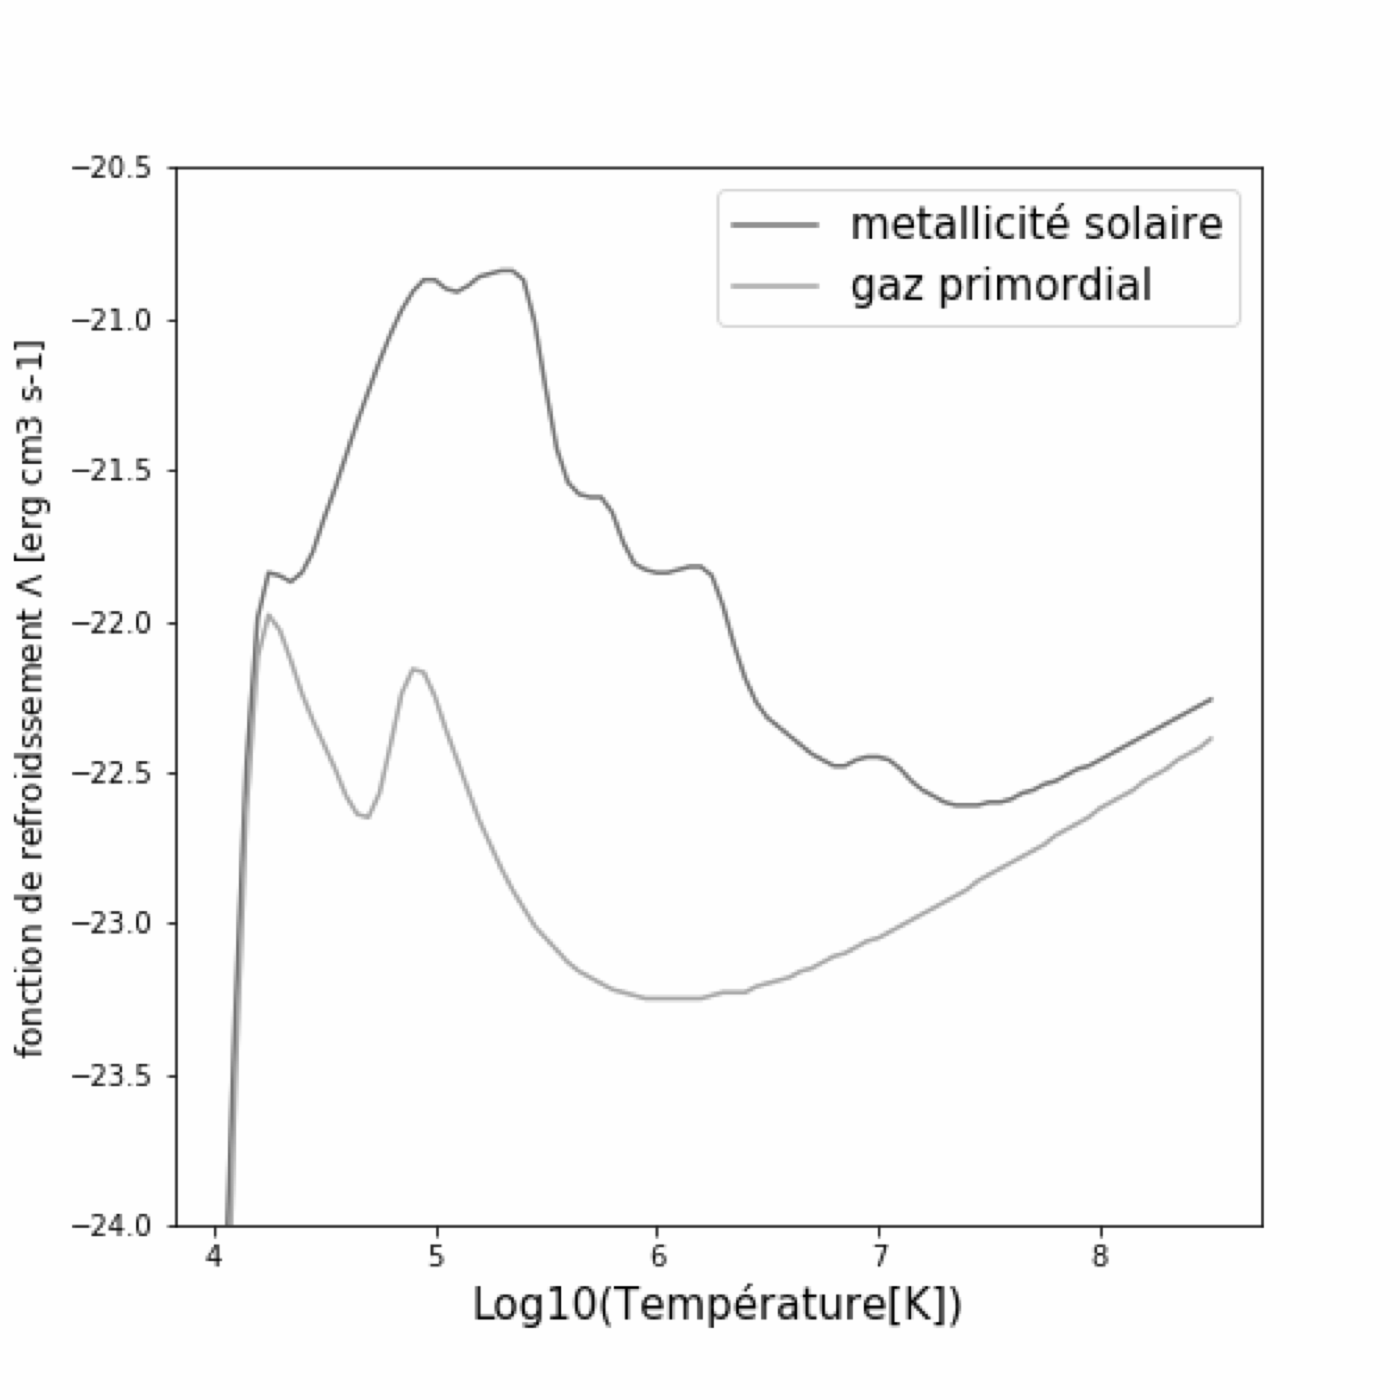 −20.5
−21.0
−21.5
−22.0
−22.5
−23.0
−23.5
−24.0
fonction de refroidssement Λ [erg cm3 s-1]
metallicité solaire
gaz primordial
4 5 6 7 8
Log10(Température[K])